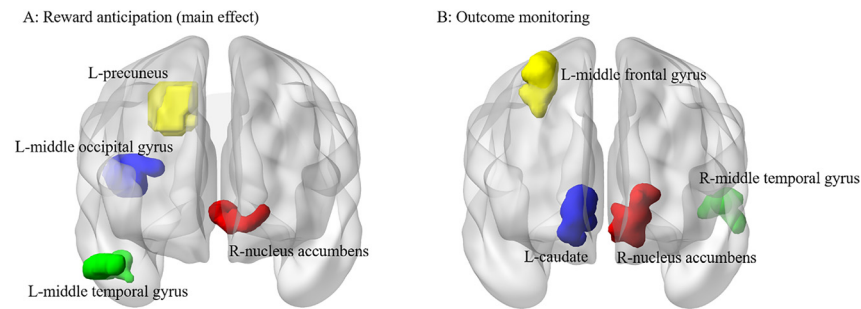 A: Reward anticipation (main effect)
L-precuneus
L-middle occipital gyrus
R-nucleus accumbens
L-middle temporal gyrus
B: Outcome monitoring
L-middle frontal gyrus
R-middle temporal gyrus
L-caudate
R-nucleus accumbens